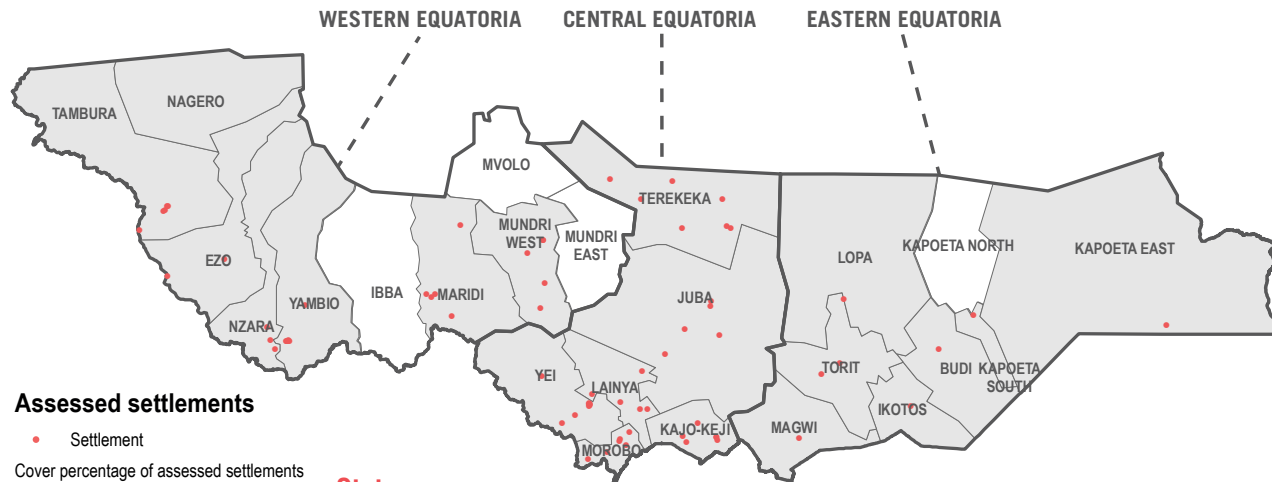 WESTERN EQUATORIA
CENTRAL EQUATORIA
EASTERN EQUATORIA
TAMBURA
NAGERO
MVOLO
TEREKEKA
MUNDRI
WEST
MUNDRI
EAST
KAPOETA NORTH
KAPOETA EAST
EZO
LOPA
IBBA
MARIDI
JUBA
YAMBIO
NZARA
YEI
LAINYA
TORIT
BUDI
KAPOETA
SOUTH
IKOTOS
MAGWI
KAJO-KEJI
MOROBO
Assessed settlements
Settlement
Cover percentage of assessed settlements